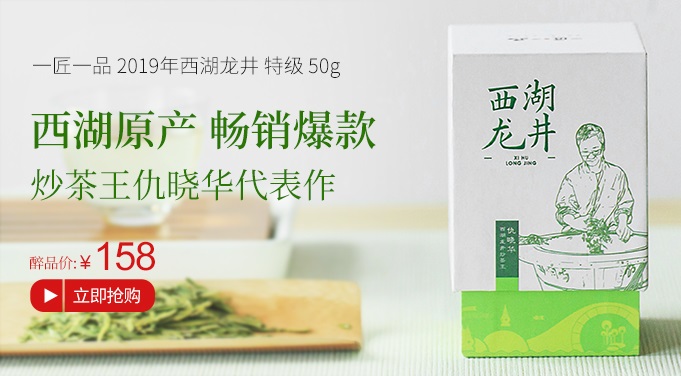 一匠一品 2019年西湖龙井 特级 50g
西湖原产 畅销爆款
炒茶王仇晓华代表作
醉品价:￥158
立即抢购
西湖
龙井
XI HU
LONG JING
仇晓华